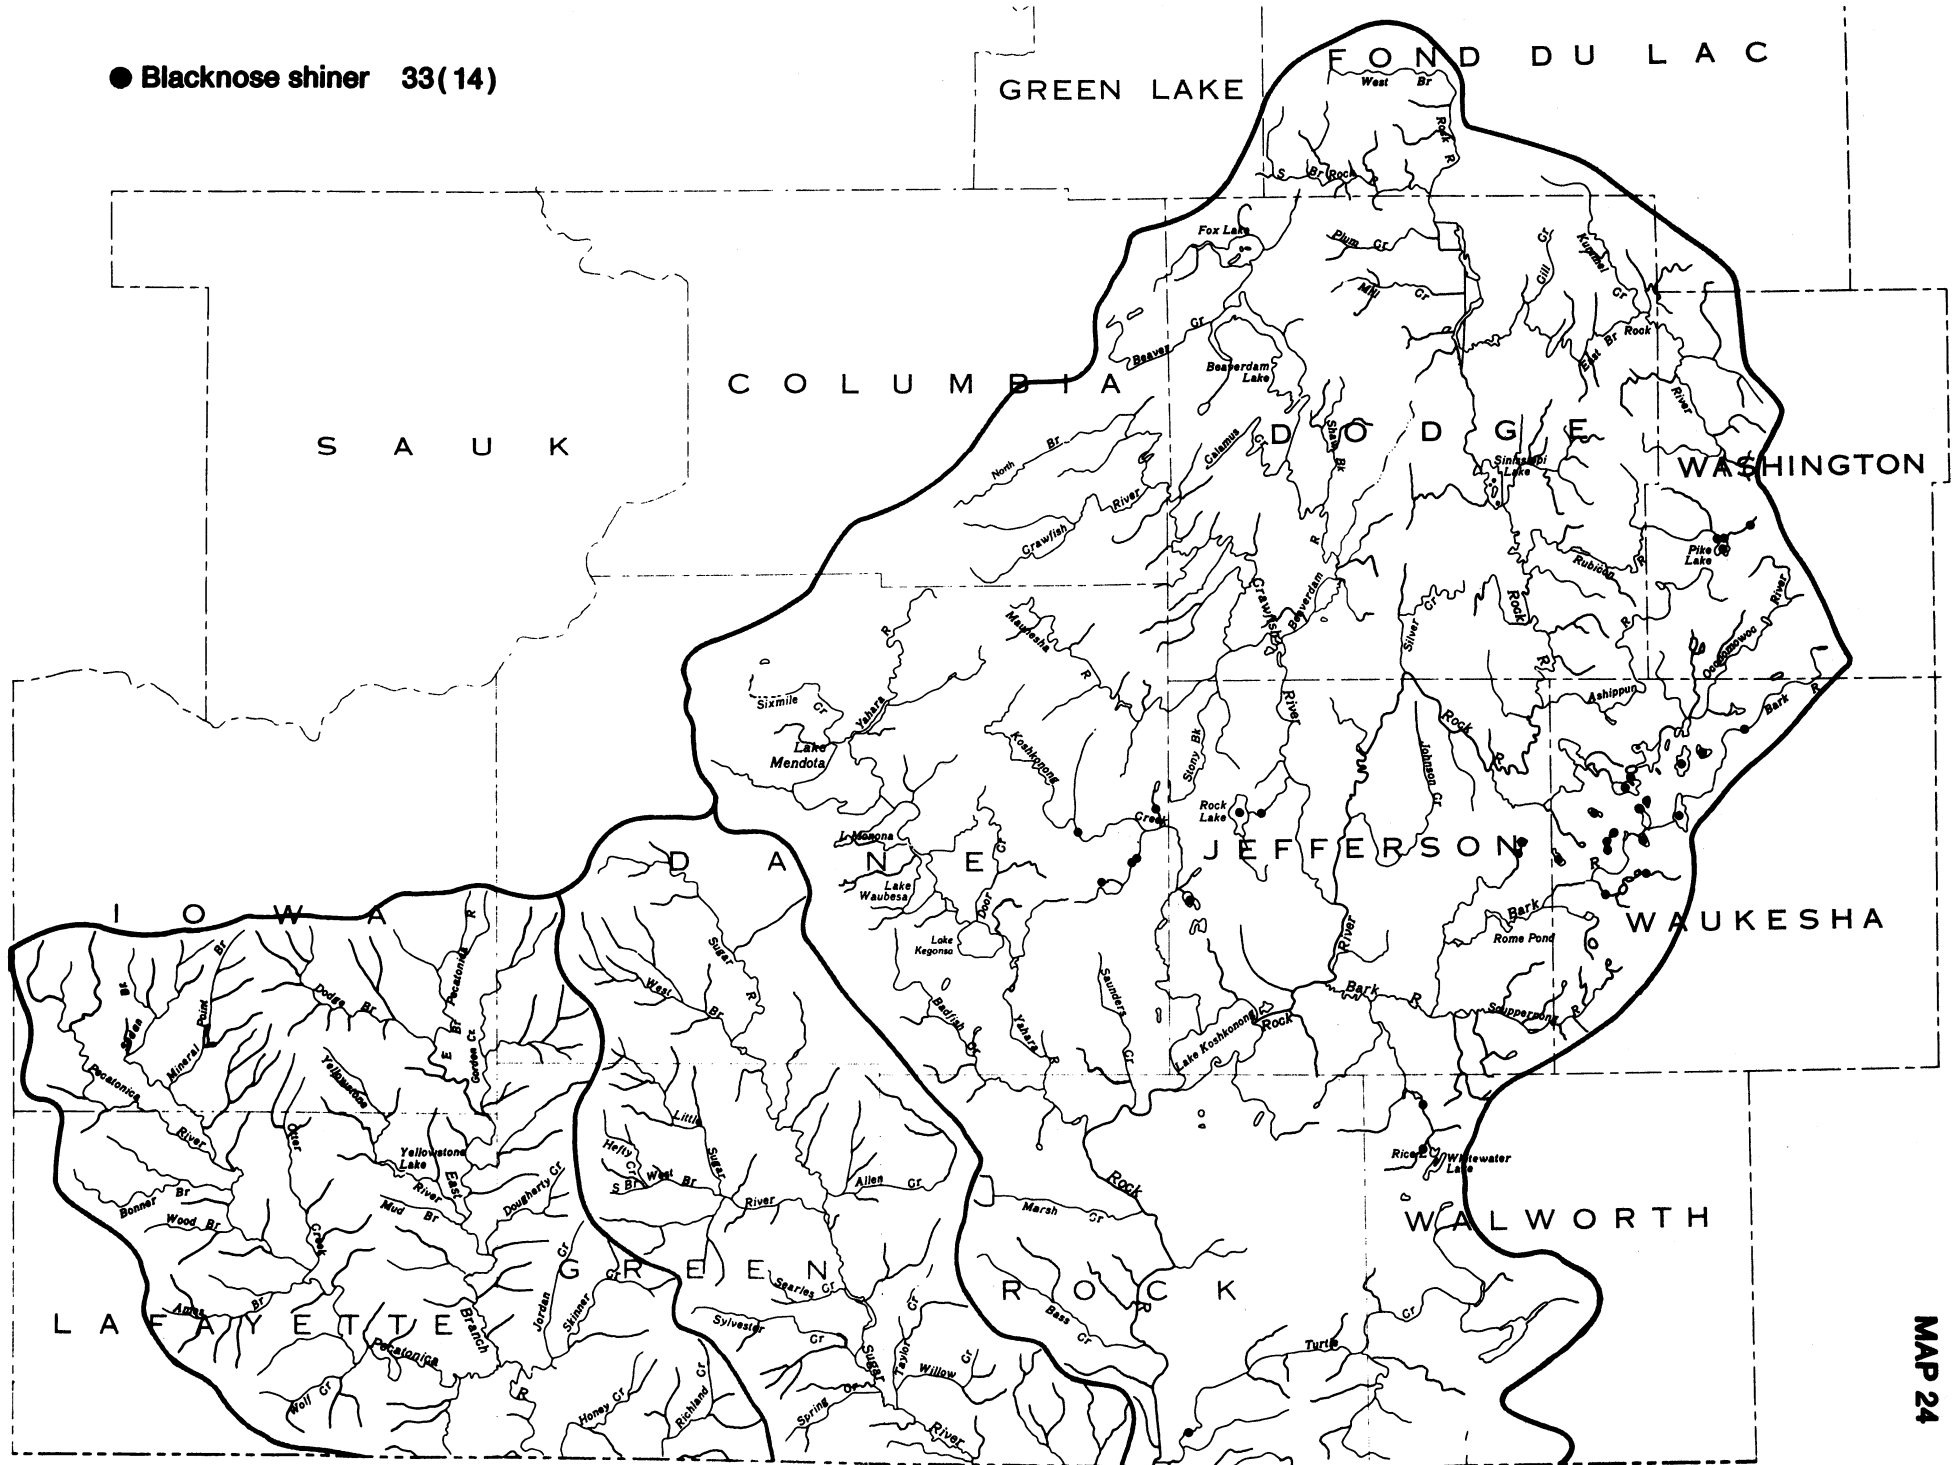 ● Blacknose shiner 33(14)
FOND DU LAC
GREEN LAKE
West Br
Rock R
S Br Rock R
Fox Lake
Plum Cr
Mill Cr
Gill Cr
Kummel Cr
East Br Rock
River
Beaver Cr
Beaverdam
Lake
COLUMBIA
SAUK
DODGE
WASHINGTON
North Br
Calamus Cr
Shaw Bk
Sinissippi
Lake
Crawfish River
Pike
Lake
Rubicon R
R
Crawfish
Beaverdam
Silver Cr
Rock
R
R
Oconomowoc River
Maunesha R
R
Sixmile Cr
Yahara
Lake
Mendota
Koshkonong
Creek
Stony Bk
River
Rock
R
Johnson Cr
Ashippun
Bark R
Rock
Lake
JEFFERSON
L Monona
DANE
Lake
Waubesa
Door Cr
Lake
Kegonsa
Bark R
Rome Pond
WAUKESHA
River
IOWA
Pecatonica R
E Br
Gordon Cr
Br
Mineral Point Br
Dodge Br
Sugar R
West Br
Badfish Cr
Yahara R
Saunders Cr
Lake Koshkonong
Rock
Bark R
Scuppernong R
Pecatonica
River
Yellowstone
Otter
Creek
Little
Sugar
Hefty Cr
S Br
West Br
River
Allen Cr
Yellowstone
Lake
River
East
Branch
Dougherty Cr
Bonner Br
Wood Br
Mud Br
Rice
Whitewater
Lake
Rock
R
Marsh Cr
WALWORTH
GREEN
ROCK
LAFAYETTE
Ames Br
Jordan Cr
Skinner Cr
Searles Cr
Sylvester Cr
Taylor Cr
Bass Cr
Turtle Cr
Pecatonica
R
Wolf Cr
Honey Cr
Richland Cr
Spring Cr
Sugar
River
Willow Cr
MAP 24